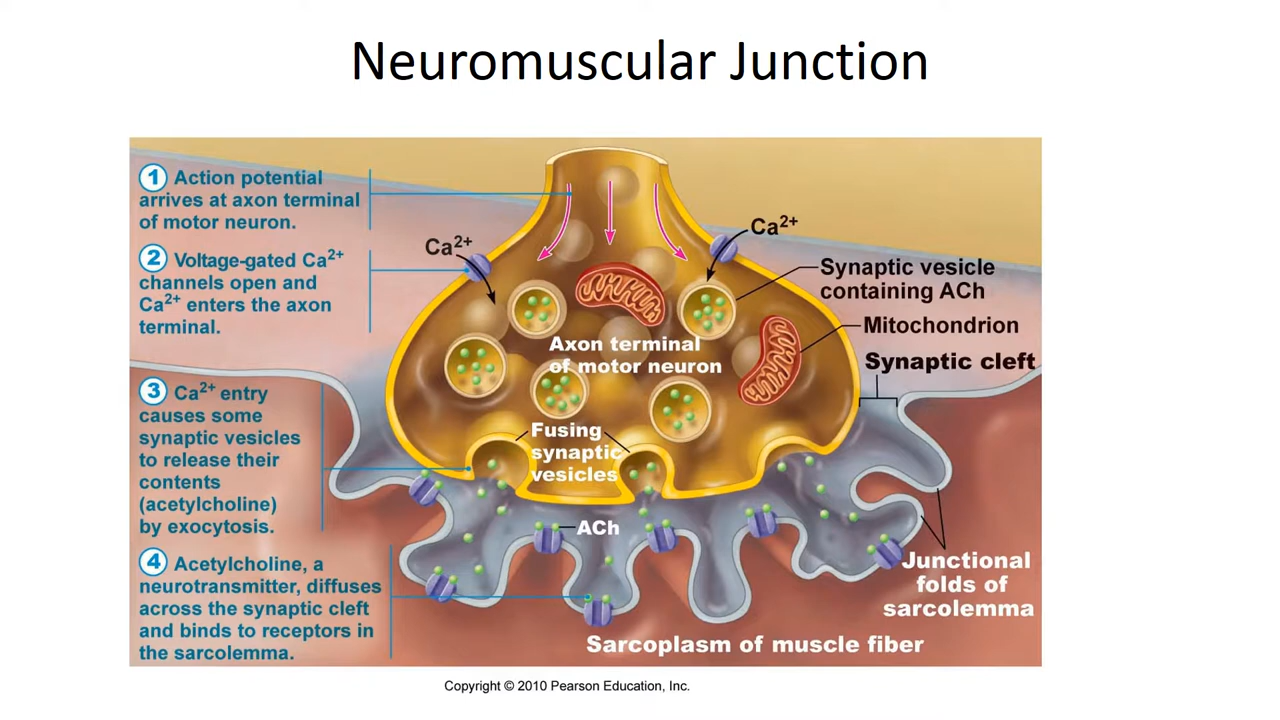 Neuromuscular Junction
1 Action potential
arrives at axon terminal
of motor neuron.
2 Voltage-gated Ca²⁺
channels open and
Ca²⁺ enters the axon
terminal.
3 Ca²⁺ entry
causes some
synaptic vesicles
to release their
contents
(acetylcholine)
by exocytosis.
4 Acetylcholine, a
neurotransmitter, diffuses
across the synaptic cleft
and binds to receptors in
the sarcolemma.
Ca²⁺
Ca²⁺
Synaptic vesicle
containing ACh
Mitochondrion
Synaptic cleft
Axon terminal
of motor neuron
Fusing
synaptic
vesicles
ACh
Junctional
folds of
sarcolemma
Sarcoplasm of muscle fiber
Copyright © 2010 Pearson Education, Inc.